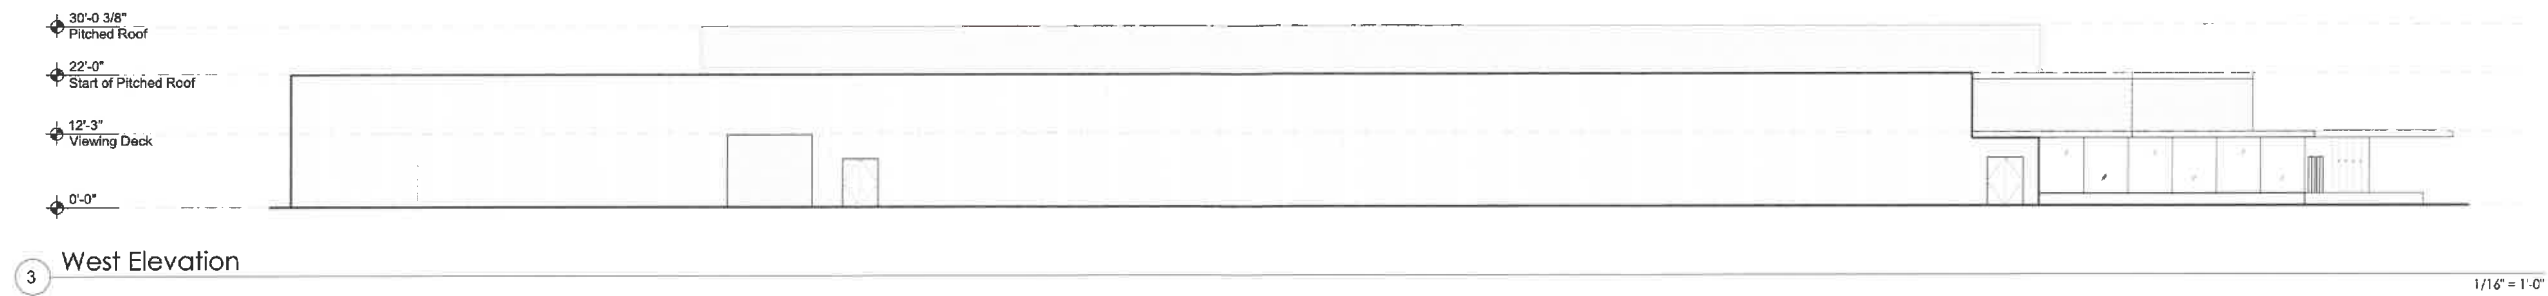 30'-0 3/8"
Pitched Roof
22'-0"
Start of Pitched Roof
12'-3"
Viewing Deck
0'-0"
3
West Elevation
1/16" = 1'-0"